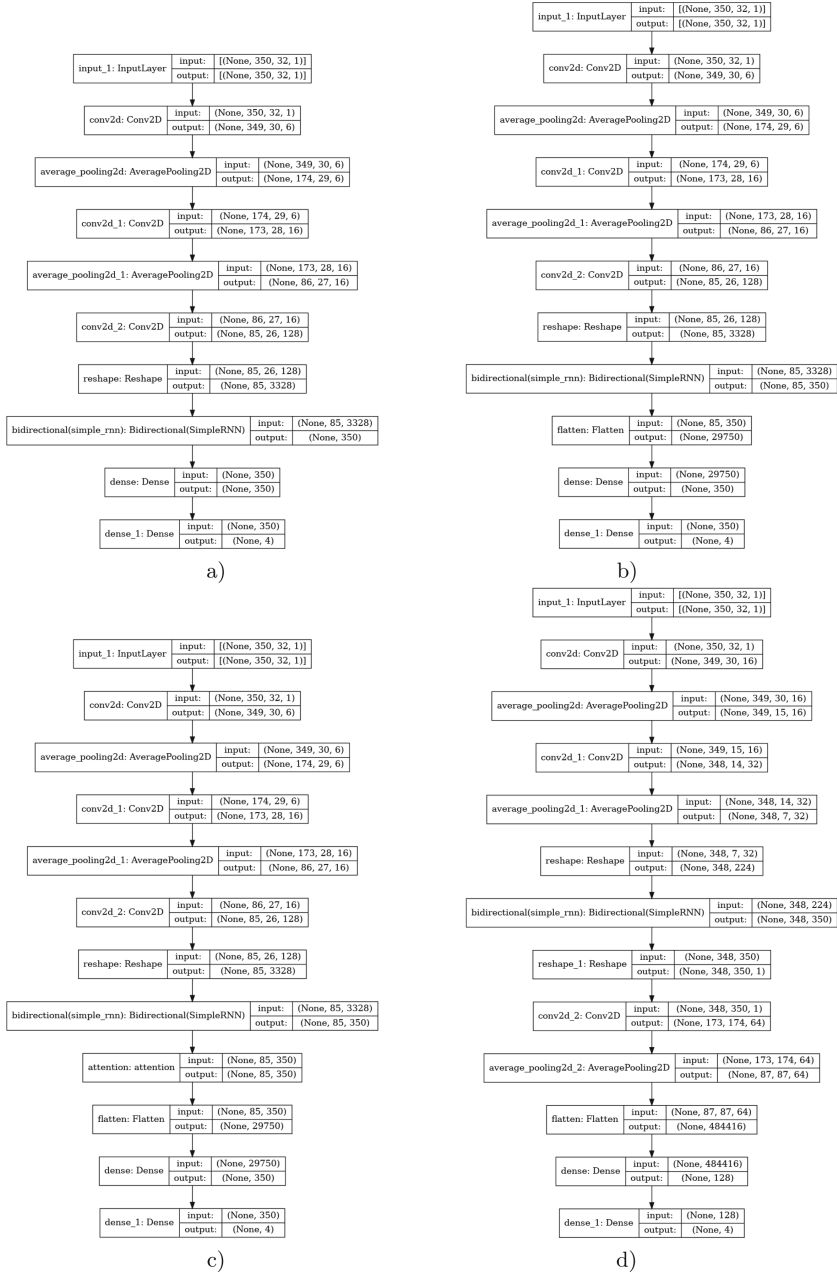 input_1: InputLayer input: [(None, 350, 32, 1)]
output: [(None, 350, 32, 1)]
conv2d: Conv2D input: (None, 350, 32, 1)
output: (None, 349, 30, 6)
average_pooling2d: AveragePooling2D input: (None, 349, 30, 6)
output: (None, 174, 29, 6)
conv2d_1: Conv2D input: (None, 174, 29, 6)
output: (None, 173, 28, 16)
average_pooling2d_1: AveragePooling2D input: (None, 173, 28, 16)
output: (None, 86, 27, 16)
conv2d_2: Conv2D input: (None, 86, 27, 16)
output: (None, 85, 26, 128)
reshape: Reshape input: (None, 85, 26, 128)
output: (None, 85, 3328)
bidirectional(simple_rnn): Bidirectional(SimpleRNN) input: (None, 85, 3328)
output: (None, 350)
dense: Dense input: (None, 350)
output: (None, 350)
dense_1: Dense input: (None, 350)
output: (None, 4)
a)
input_1: InputLayer input: [(None, 350, 32, 1)]
output: [(None, 350, 32, 1)]
conv2d: Conv2D input: (None, 350, 32, 1)
output: (None, 349, 30, 6)
average_pooling2d: AveragePooling2D input: (None, 349, 30, 6)
output: (None, 174, 29, 6)
conv2d_1: Conv2D input: (None, 174, 29, 6)
output: (None, 173, 28, 16)
average_pooling2d_1: AveragePooling2D input: (None, 173, 28, 16)
output: (None, 86, 27, 16)
conv2d_2: Conv2D input: (None, 86, 27, 16)
output: (None, 85, 26, 128)
reshape: Reshape input: (None, 85, 26, 128)
output: (None, 85, 3328)
bidirectional(simple_rnn): Bidirectional(SimpleRNN) input: (None, 85, 3328)
output: (None, 85, 350)
flatten: Flatten input: (None, 85, 350)
output: (None, 29750)
dense: Dense input: (None, 29750)
output: (None, 350)
dense_1: Dense input: (None, 350)
output: (None, 4)
b)
input_1: InputLayer input: [(None, 350, 32, 1)]
output: [(None, 350, 32, 1)]
conv2d: Conv2D input: (None, 350, 32, 1)
output: (None, 349, 30, 6)
average_pooling2d: AveragePooling2D input: (None, 349, 30, 6)
output: (None, 174, 29, 6)
conv2d_1: Conv2D input: (None, 174, 29, 6)
output: (None, 173, 28, 16)
average_pooling2d_1: AveragePooling2D input: (None, 173, 28, 16)
output: (None, 86, 27, 16)
conv2d_2: Conv2D input: (None, 86, 27, 16)
output: (None, 85, 26, 128)
reshape: Reshape input: (None, 85, 26, 128)
output: (None, 85, 3328)
bidirectional(simple_rnn): Bidirectional(SimpleRNN) input: (None, 85, 3328)
output: (None, 85, 350)
attention: attention input: (None, 85, 350)
output: (None, 85, 350)
flatten: Flatten input: (None, 85, 350)
output: (None, 29750)
dense: Dense input: (None, 29750)
output: (None, 350)
dense_1: Dense input: (None, 350)
output: (None, 4)
c)
input_1: InputLayer input: [(None, 350, 32, 1)]
output: [(None, 350, 32, 1)]
conv2d: Conv2D input: (None, 350, 32, 1)
output: (None, 349, 30, 16)
average_pooling2d: AveragePooling2D input: (None, 349, 30, 16)
output: (None, 349, 15, 16)
conv2d_1: Conv2D input: (None, 349, 15, 16)
output: (None, 348, 14, 32)
average_pooling2d_1: AveragePooling2D input: (None, 348, 14, 32)
output: (None, 348, 7, 32)
reshape: Reshape input: (None, 348, 7, 32)
output: (None, 348, 224)
bidirectional(simple_rnn): Bidirectional(SimpleRNN) input: (None, 348, 224)
output: (None, 348, 350)
reshape_1: Reshape input: (None, 348, 350)
output: (None, 348, 350, 1)
conv2d_2: Conv2D input: (None, 348, 350, 1)
output: (None, 173, 174, 64)
average_pooling2d_2: AveragePooling2D input: (None, 173, 174, 64)
output: (None, 87, 87, 64)
flatten: Flatten input: (None, 87, 87, 64)
output: (None, 484416)
dense: Dense input: (None, 484416)
output: (None, 128)
dense_1: Dense input: (None, 128)
output: (None, 4)
d)